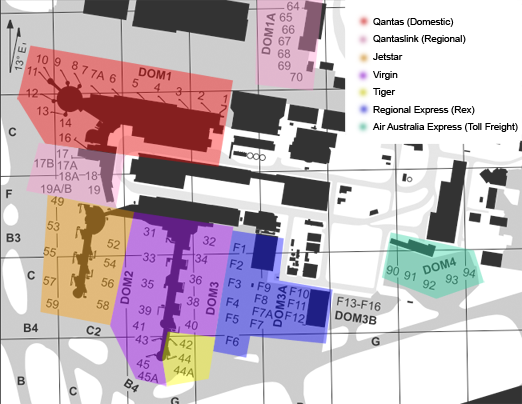 64
65
66
67
68
69
70
DOM1A
Qantas (Domestic)
Qantaslink (Regional)
Jetstar
Virgin
Tiger
Regional Express (Rex)
Air Australia Express (Toll Freight)
13° E
DOM1
10 9 8 7 7A 6 5 4 3 2 1
11
12
13
14
16
C
17
17B 17A
18A 18
19A/B 19
F
49
53
55
57
59
52
54
56
58
B3
C
B4
C2
DOM2
31 32
33 34
35 36
39 38
41 40
43 42
45 44
45A 44A
DOM3
F1
F2
F3 F9 F10
F4 F8 F11
F5 F7A F12
F6 F7
DOM3A
F13-F16
DOM3B
DOM4
90 91 92 93 94
G
B
C
B4
G